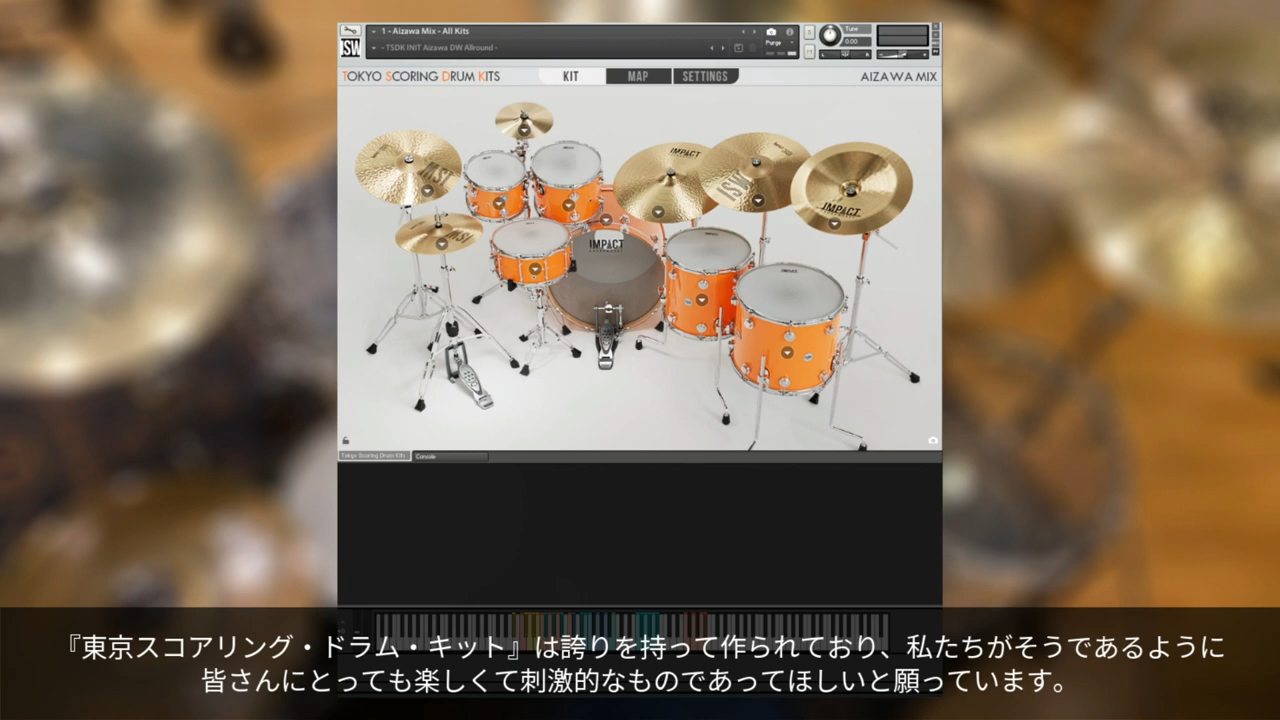 1 - Aizawa Mix - All Kits
- TSDK INIT Aizawa DW Allround -
Purge
Tune
0.00
ISW
TOKYO SCORING DRUM KITS
KIT
MAP
SETTINGS
AIZAWA MIX
IMPACT
IMPACT
IMPACT
ISW
Tokyo Scoring Drum Kits
Console
『東京スコアリング・ドラム・キット』は誇りを持って作られており、私たちがそうであるように
皆さんにとっても楽しくて刺激的なものであってほしいと願っています。